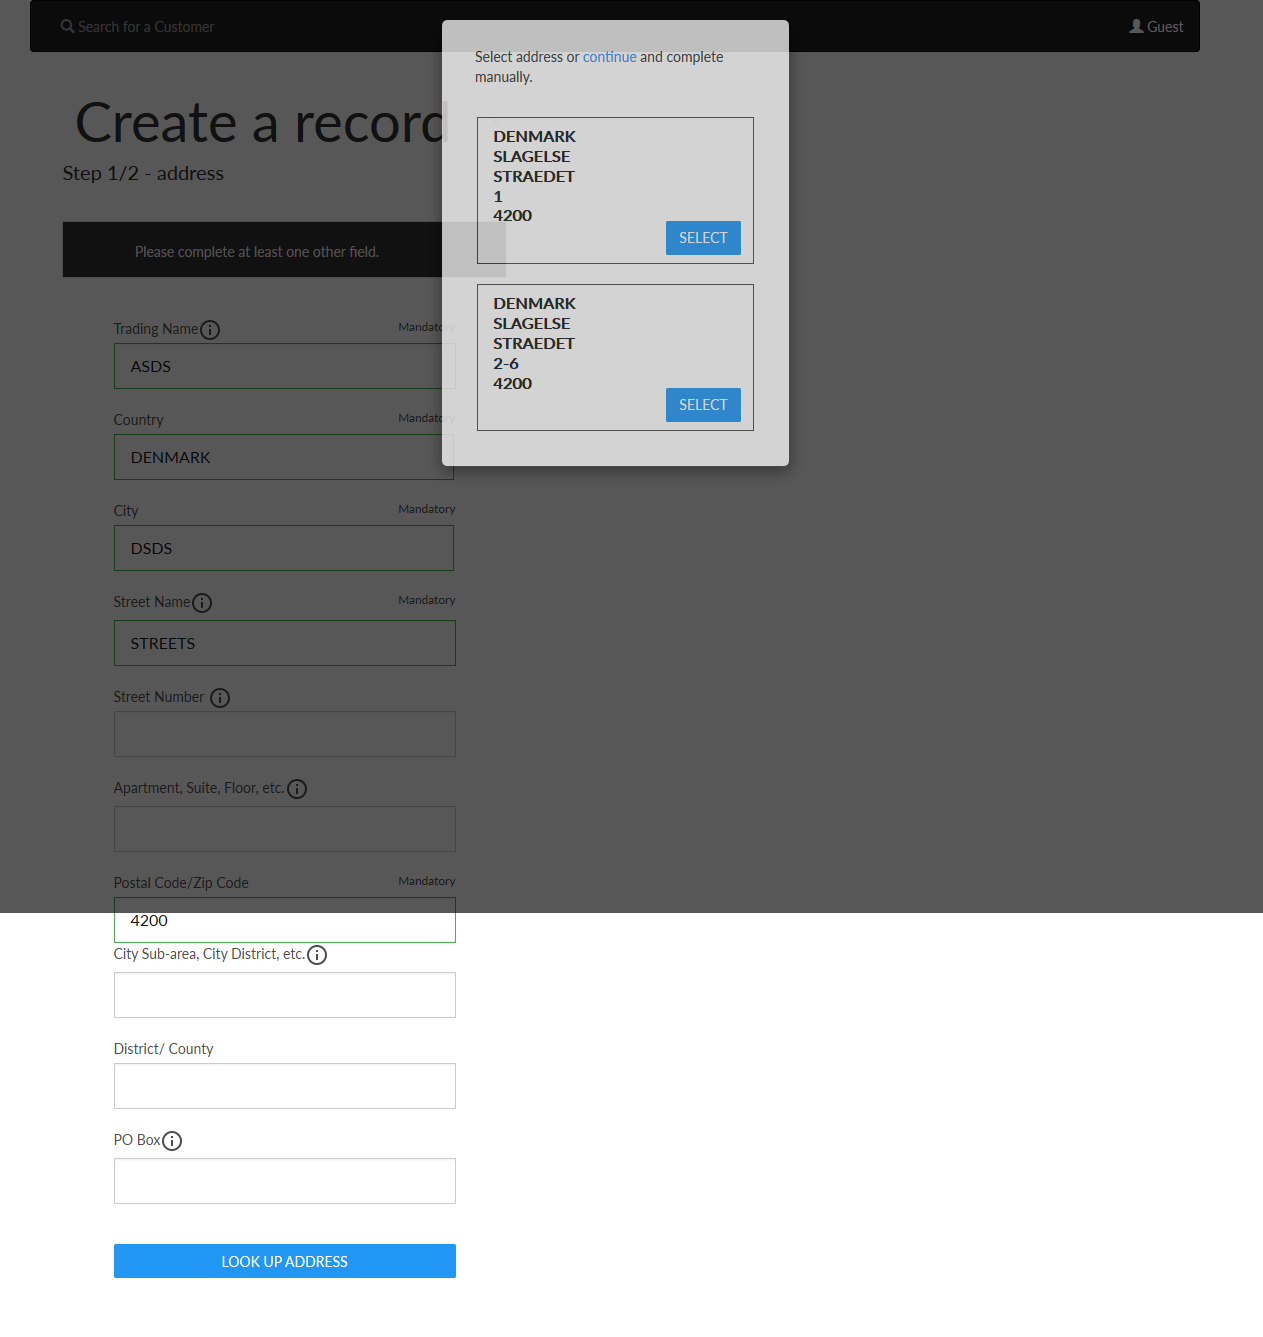 Search for a Customer
Guest
Select address or continue and complete
manually.
Create a record
Step 1/2 - address
Please complete at least one other field.
DENMARK
SLAGELSE
STRAEDET
1
4200
SELECT
DENMARK
SLAGELSE
STRAEDET
2-6
4200
SELECT
Trading Name
Mandatory
ASDS
Country
Mandatory
DENMARK
City
Mandatory
DSDS
Street Name
Mandatory
STREETS
Street Number
Apartment, Suite, Floor, etc.
Postal Code/Zip Code
Mandatory
4200
City Sub-area, City District, etc.
District/ County
PO Box
LOOK UP ADDRESS